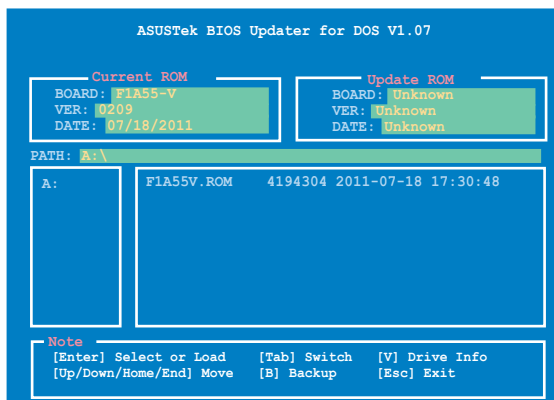 ASUSTek BIOS Updater for DOS V1.07
Current ROM
BOARD: F1A55-V
VER: 0209
DATE: 07/18/2011
Update ROM
BOARD: Unknown
VER: Unknown
DATE: Unknown
PATH: A:\
A:
F1A55V.ROM 4194304 2011-07-18 17:30:48
Note
[Enter] Select or Load [Tab] Switch [V] Drive Info
[Up/Down/Home/End] Move [B] Backup [Esc] Exit